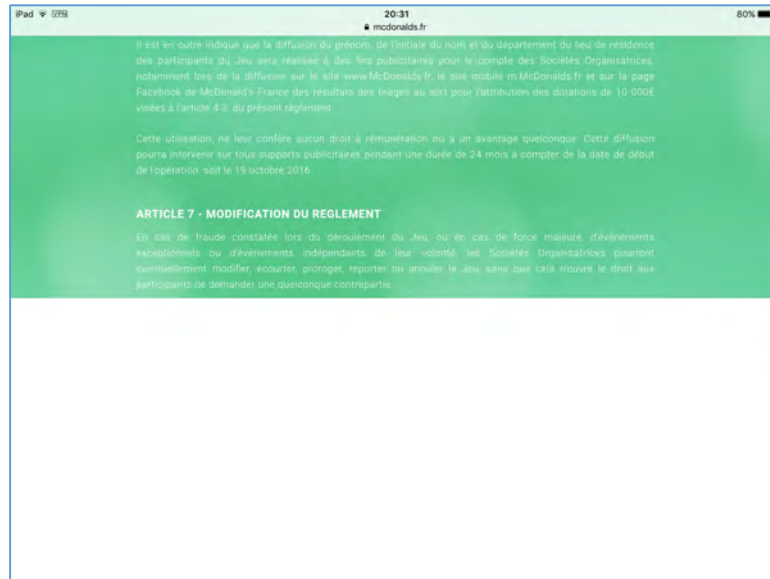 iPad VPN 20:31 80%
mcdonalds.fr
Il est en outre indiqué que la diffusion du prénom, de l'initiale du nom et du département du lieu de résidence
des participants du Jeu sera réalisée à des fins publicitaires pour le compte des Sociétés Organisatrices,
notamment lors de la diffusion sur le site www.McDonalds.fr, le site mobile m.McDonalds.fr et sur la page
Facebook de McDonald's France des résultats des tirages au sort pour l'attribution des dotations de 10 000€
visées à l'article 4.3. du présent règlement.
Cette utilisation, ne leur confère aucun droit à rémunération ou à un avantage quelconque. Cette diffusion
pourra intervenir sur tous supports publicitaires pendant une durée de 24 mois à compter de la date de début
de l'opération, soit le 19 octobre 2016.
ARTICLE 7 - MODIFICATION DU REGLEMENT
En cas de fraude constatée lors du déroulement du Jeu, ou en cas de force majeure, d'événements
exceptionnels ou d'événements indépendants de leur volonté, les Sociétés Organisatrices pourront
éventuellement modifier, écourter, proroger, reporter ou annuler le Jeu, sans que cela n'ouvre le droit aux
participants de demander une quelconque contrepartie.